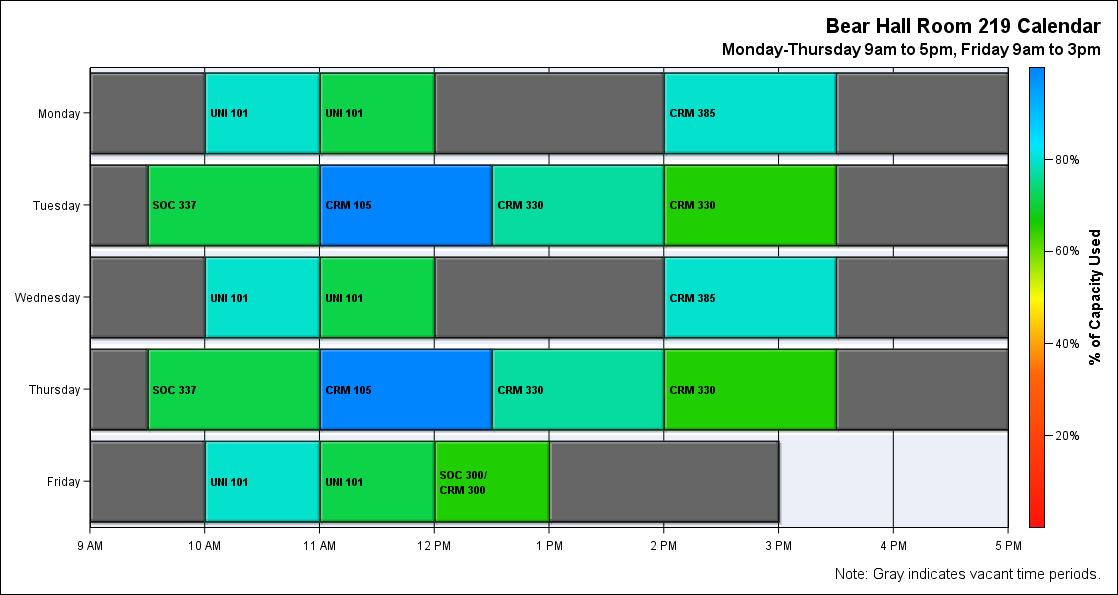 Bear Hall Room 219 Calendar
Monday-Thursday 9am to 5pm, Friday 9am to 3pm
Monday
UNI 101
UNI 101
CRM 385
Tuesday
SOC 337
CRM 105
CRM 330
CRM 330
Wednesday
UNI 101
UNI 101
CRM 385
Thursday
SOC 337
CRM 105
CRM 330
CRM 330
Friday
UNI 101
UNI 101
SOC 300/
CRM 300
9 AM
10 AM
11 AM
12 PM
1 PM
2 PM
3 PM
4 PM
5 PM
80%
60%
40%
20%
% of Capacity Used
Note: Gray indicates vacant time periods.